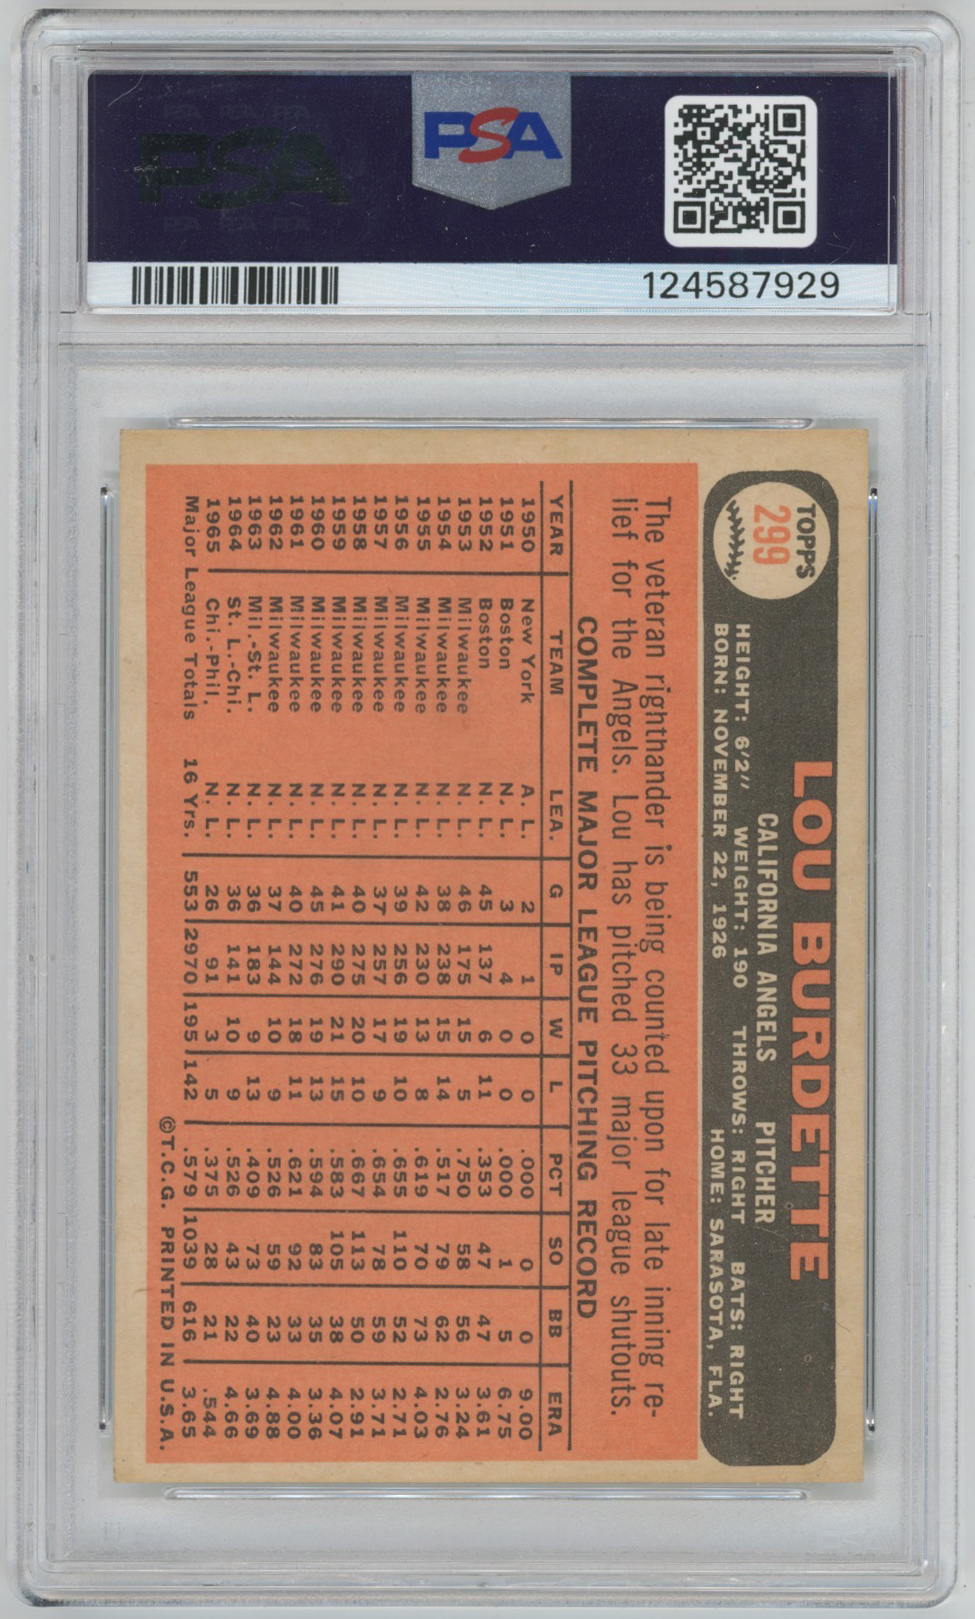 PSA
PSA
124587929
TOPPS
299
LOU BURDETTE
CALIFORNIA ANGELS PITCHER
HEIGHT: 6'2" WEIGHT: 190 THROWS: RIGHT BATS: RIGHT
BORN: NOVEMBER 22, 1926 HOME: SARASOTA, FLA.
The veteran righthander is being counted upon for late inning re-
lief for the Angels. Lou has pitched 33 major league shutouts.
COMPLETE MAJOR LEAGUE PITCHING RECORD
YEAR TEAM LEA. G IP W L PCT SO BB ERA
1950 New York A. L. 2 1 0 0 .000 0 0 9.00
1951 Boston N. L. 3 4 0 0 .000 1 5 6.75
1952 Boston N. L. 45 137 6 11 .353 47 47 3.61
1953 Milwaukee N. L. 46 175 15 5 .750 58 56 3.24
1954 Milwaukee N. L. 38 238 15 14 .517 79 62 2.76
1955 Milwaukee N. L. 42 230 13 8 .619 70 73 4.03
1956 Milwaukee N. L. 39 256 19 10 .655 110 52 2.71
1957 Milwaukee N. L. 37 257 17 9 .654 78 59 3.71
1958 Milwaukee N. L. 40 275 20 10 .667 113 50 2.91
1959 Milwaukee N. L. 41 290 21 15 .583 105 38 4.07
1960 Milwaukee N. L. 45 276 19 13 .594 83 35 3.36
1961 Milwaukee N. L. 40 272 18 11 .621 92 33 4.00
1962 Milwaukee N. L. 37 144 10 9 .526 59 23 4.88
1963 Mil.-St. L. N. L. 36 183 9 13 .409 73 40 3.69
1964 St. L.-Chi. N. L. 36 141 10 9 .526 43 22 4.66
1965 Chi.-Phil. N. L. 26 91 3 5 .375 28 21 .544
Major League Totals 16 Yrs. 553 2970 195 142 .579 1039 616 3.65
©T.C.G. PRINTED IN U.S.A.